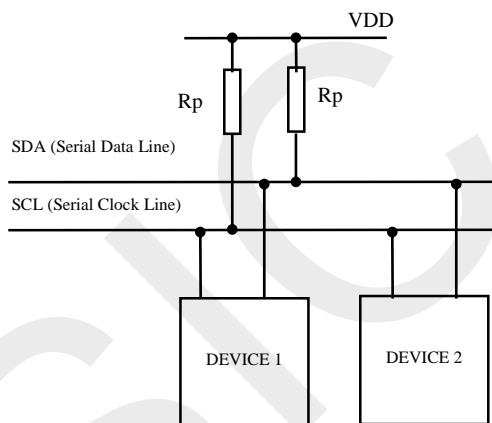 VDD
Rp
Rp
SDA (Serial Data Line)
SCL (Serial Clock Line)
DEVICE 1
DEVICE 2